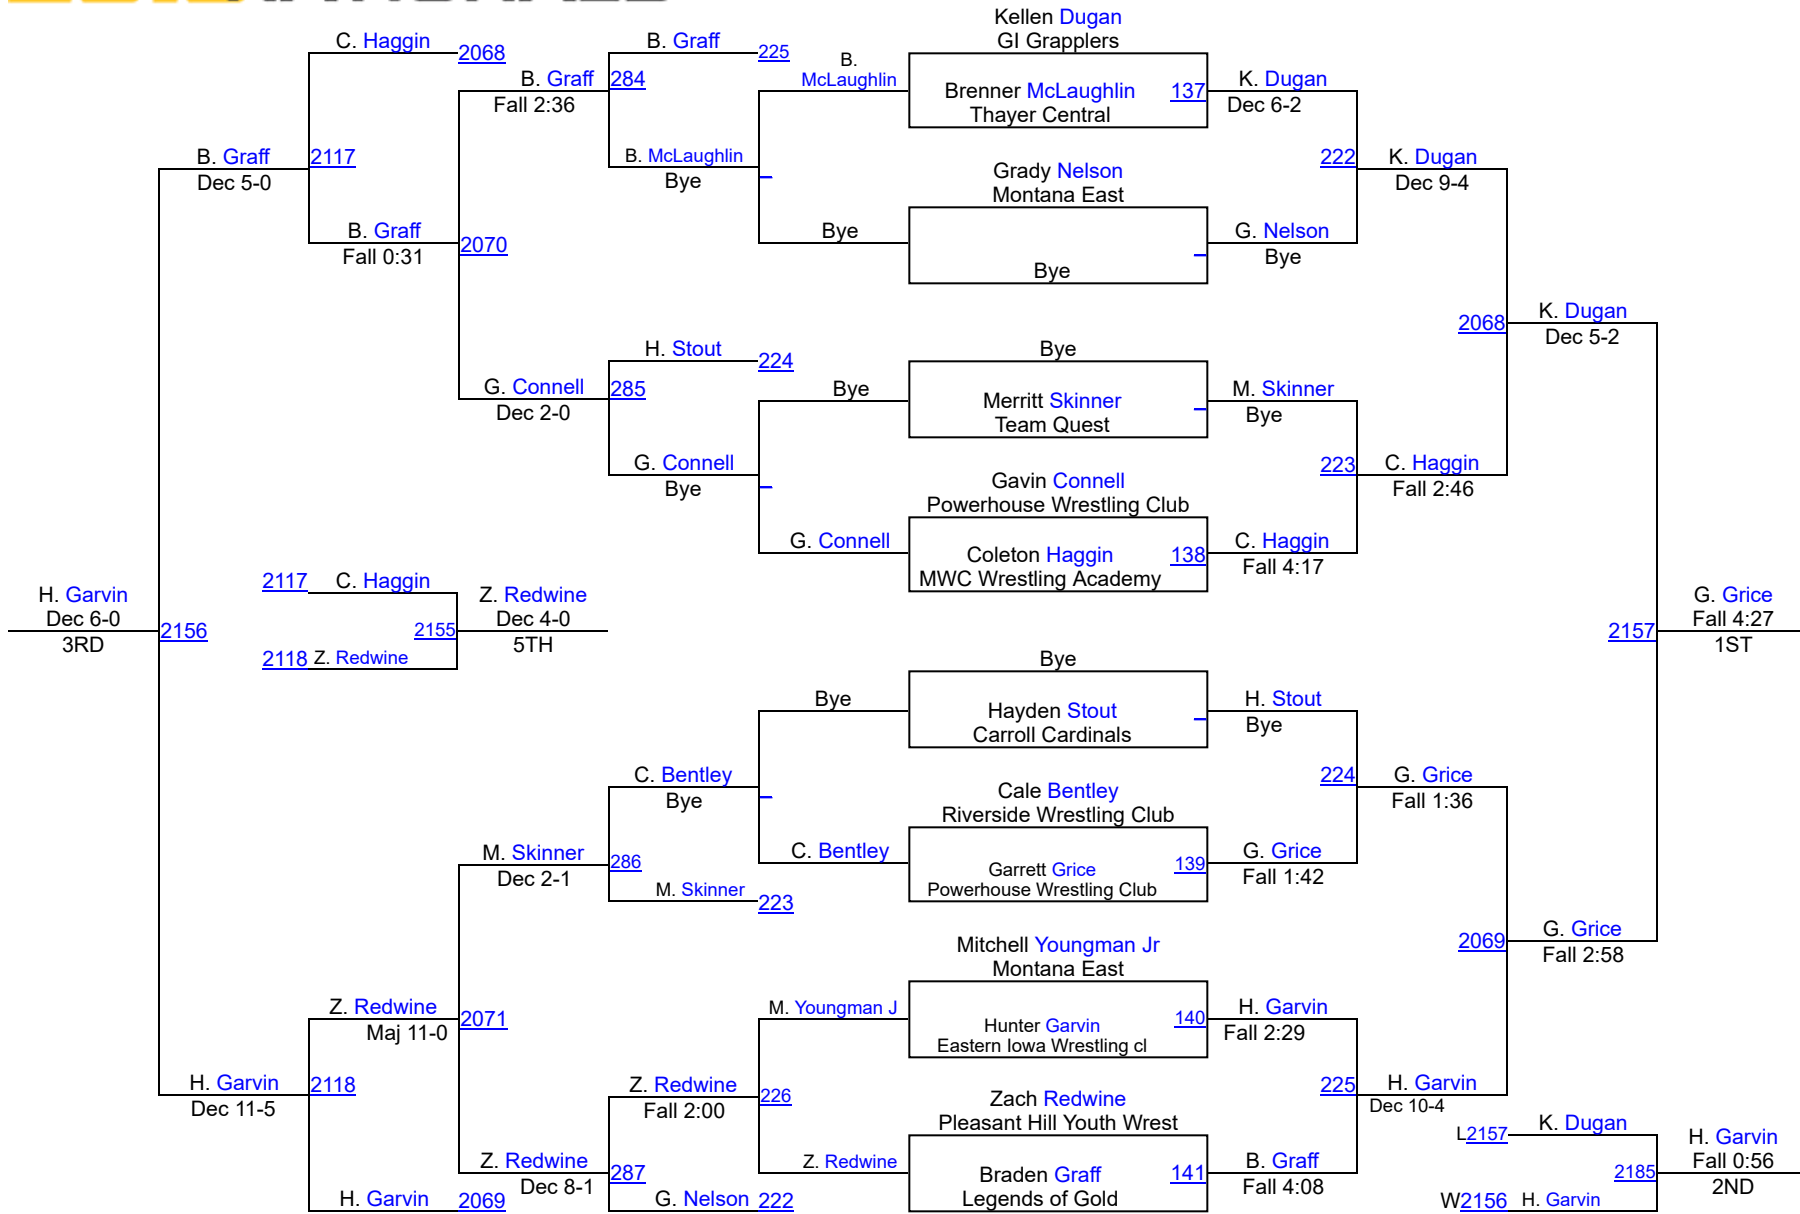 Kellen Dugan
GI Grapplers
C. Haggin 2068
B. Graff 225
B.
McLaughlin
B. Graff 284
Fall 2:36
Brenner McLaughlin 137
Thayer Central
K. Dugan
Dec 6-2
B. Graff 2117
Dec 5-0
B. McLaughlin
Bye
Grady Nelson
Montana East
222 K. Dugan
Dec 9-4
B. Graff
Fall 0:31
2070
Bye
Bye
G. Nelson
Bye
2068 K. Dugan
Dec 5-2
H. Stout 224
Bye
G. Connell 285
Dec 2-0
Bye
Merritt Skinner
Team Quest
M. Skinner
Bye
G. Connell
Bye
Gavin Connell
Powerhouse Wrestling Club
223 C. Haggin
Fall 2:46
G. Connell
Coleton Haggin 138
MWC Wrestling Academy
C. Haggin
Fall 4:17
H. Garvin
Dec 6-0
3RD
2156
2117 C. Haggin
2155
2118 Z. Redwine
Z. Redwine
Dec 4-0
5TH
2157
G. Grice
Fall 4:27
1ST
Bye
Bye
Hayden Stout
Carroll Cardinals
H. Stout
Bye
C. Bentley
Bye
Cale Bentley
Riverside Wrestling Club
224 G. Grice
Fall 1:36
M. Skinner 286
Dec 2-1
C. Bentley
Garrett Grice 139
Powerhouse Wrestling Club
G. Grice
Fall 1:42
M. Skinner 223
Mitchell Youngman Jr
Montana East
2069 G. Grice
Fall 2:58
Z. Redwine 2071
Maj 11-0
M. Youngman J
Hunter Garvin 140
Eastern Iowa Wrestling cl
H. Garvin
Fall 2:29
H. Garvin 2118
Dec 11-5
Z. Redwine 226
Fall 2:00
Zach Redwine
Pleasant Hill Youth Wrest
225 H. Garvin
Dec 10-4
Z. Redwine 287
Dec 8-1
Z. Redwine
Braden Graff 141
Legends of Gold
B. Graff
Fall 4:08
H. Garvin 2069
G. Nelson 222
L2157 K. Dugan
2185
W2156 H. Garvin
H. Garvin
Fall 0:56
2ND